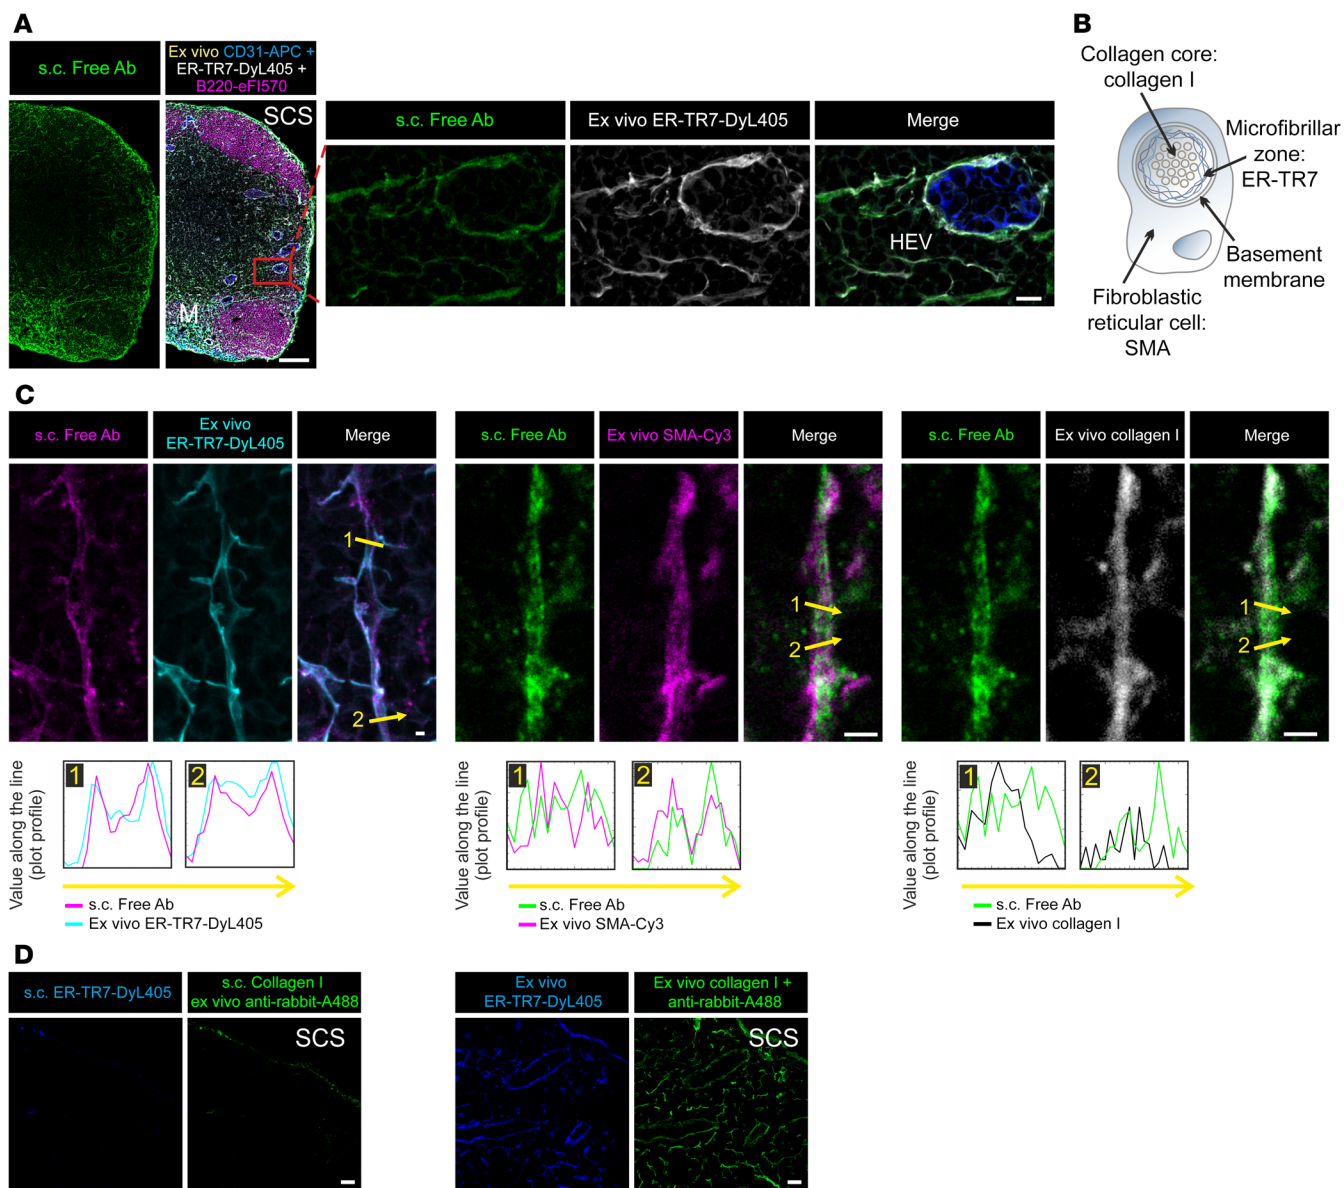 A
s.c. Free Ab
Ex vivo CD31-APC +
ER-TR7-DyL405 +
B220-eFl570
SCS
M
s.c. Free Ab
Ex vivo ER-TR7-DyL405
Merge
HEV
B
Collagen core:
collagen I
Microfibrillar
zone:
ER-TR7
Basement
membrane
Fibroblastic
reticular cell:
SMA
C
s.c. Free Ab
Ex vivo
ER-TR7-DyL405
Merge
1
2
s.c. Free Ab
Ex vivo SMA-Cy3
Merge
1
2
s.c. Free Ab
Ex vivo collagen I
Merge
1
2
Value along the line
(plot profile)
1
2
s.c. Free Ab
Ex vivo ER-TR7-DyL405
Value along the line
(plot profile)
1
2
s.c. Free Ab
Ex vivo SMA-Cy3
Value along the line
(plot profile)
1
2
s.c. Free Ab
Ex vivo collagen I
D
s.c. ER-TR7-DyL405
s.c. Collagen I
ex vivo anti-rabbit-A488
SCS
Ex vivo
ER-TR7-DyL405
Ex vivo collagen I +
anti-rabbit-A488
SCS